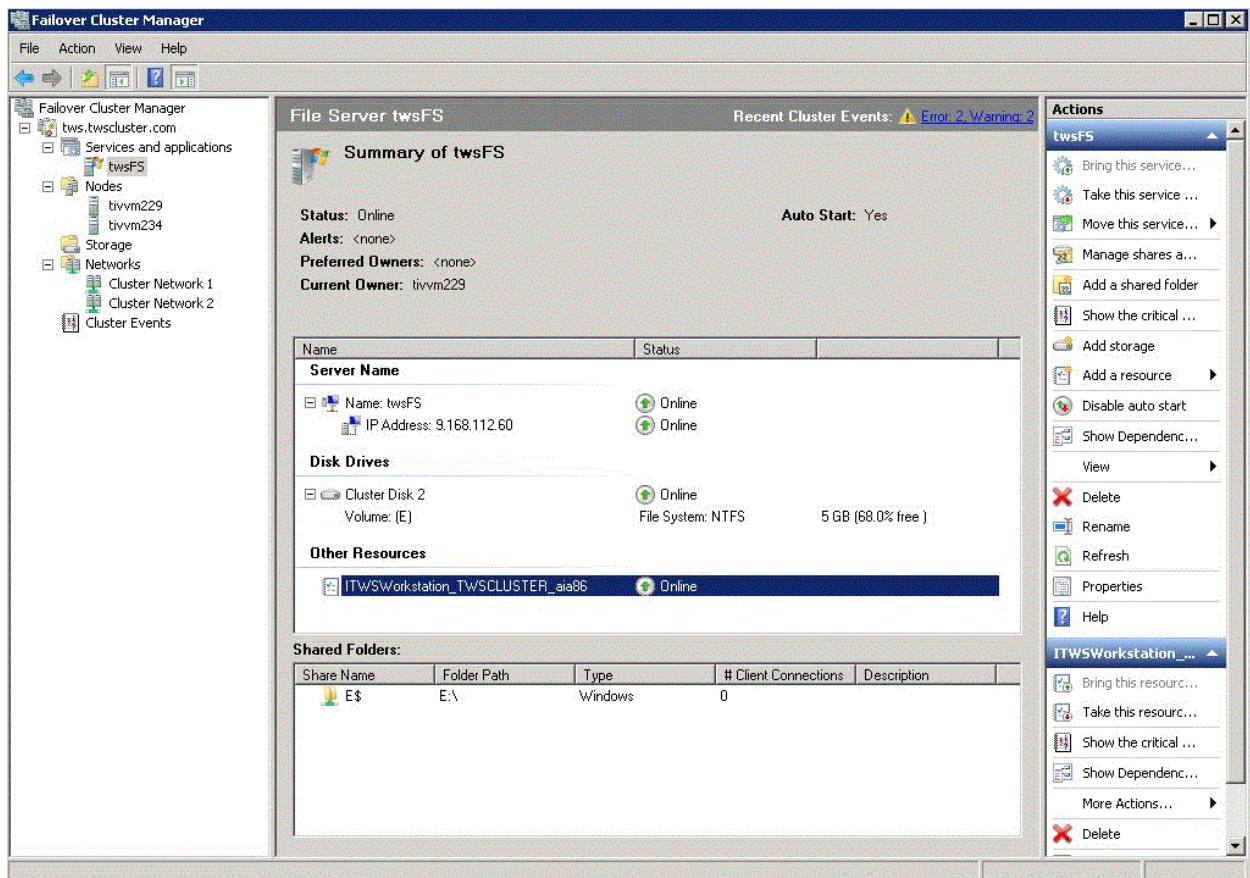 Failover Cluster Manager
File Action View Help
Failover Cluster Manager
tws.twscluster.com
Services and applications
twsFS
Nodes
tivvm229
tivvm234
Storage
Networks
Cluster Network 1
Cluster Network 2
Cluster Events
File Server twsFS Recent Cluster Events: Error: 2, Warning: 2
Summary of twsFS
Status: Online Auto Start: Yes
Alerts: <none>
Preferred Owners: <none>
Current Owner: tivvm229
Name Status
Server Name
Name: twsFS Online
IP Address: 9.168.112.60 Online
Disk Drives
Cluster Disk 2 Online
Volume: (E) File System: NTFS 5 GB (68.0% free )
Other Resources
ITWSWorkstation_TWSCLUSTER_aia86 Online
Shared Folders:
Share Name Folder Path Type # Client Connections Description
E$ E:\ Windows 0
Actions
twsFS
Bring this service...
Take this service ...
Move this service...
Manage shares a...
Add a shared folder
Show the critical ...
Add storage
Add a resource
Disable auto start
Show Dependenc...
View
Delete
Rename
Refresh
Properties
Help
ITWSWorkstation_...
Bring this resourc...
Take this resourc...
Show the critical ...
Show Dependenc...
More Actions...
Delete